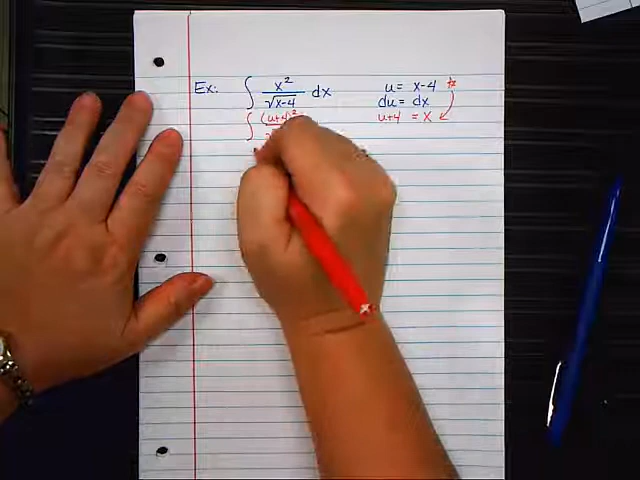 Ex: ∫ x² / √x-4 dx
∫ (u+4)²
u = x-4
du = dx
u+4 = x